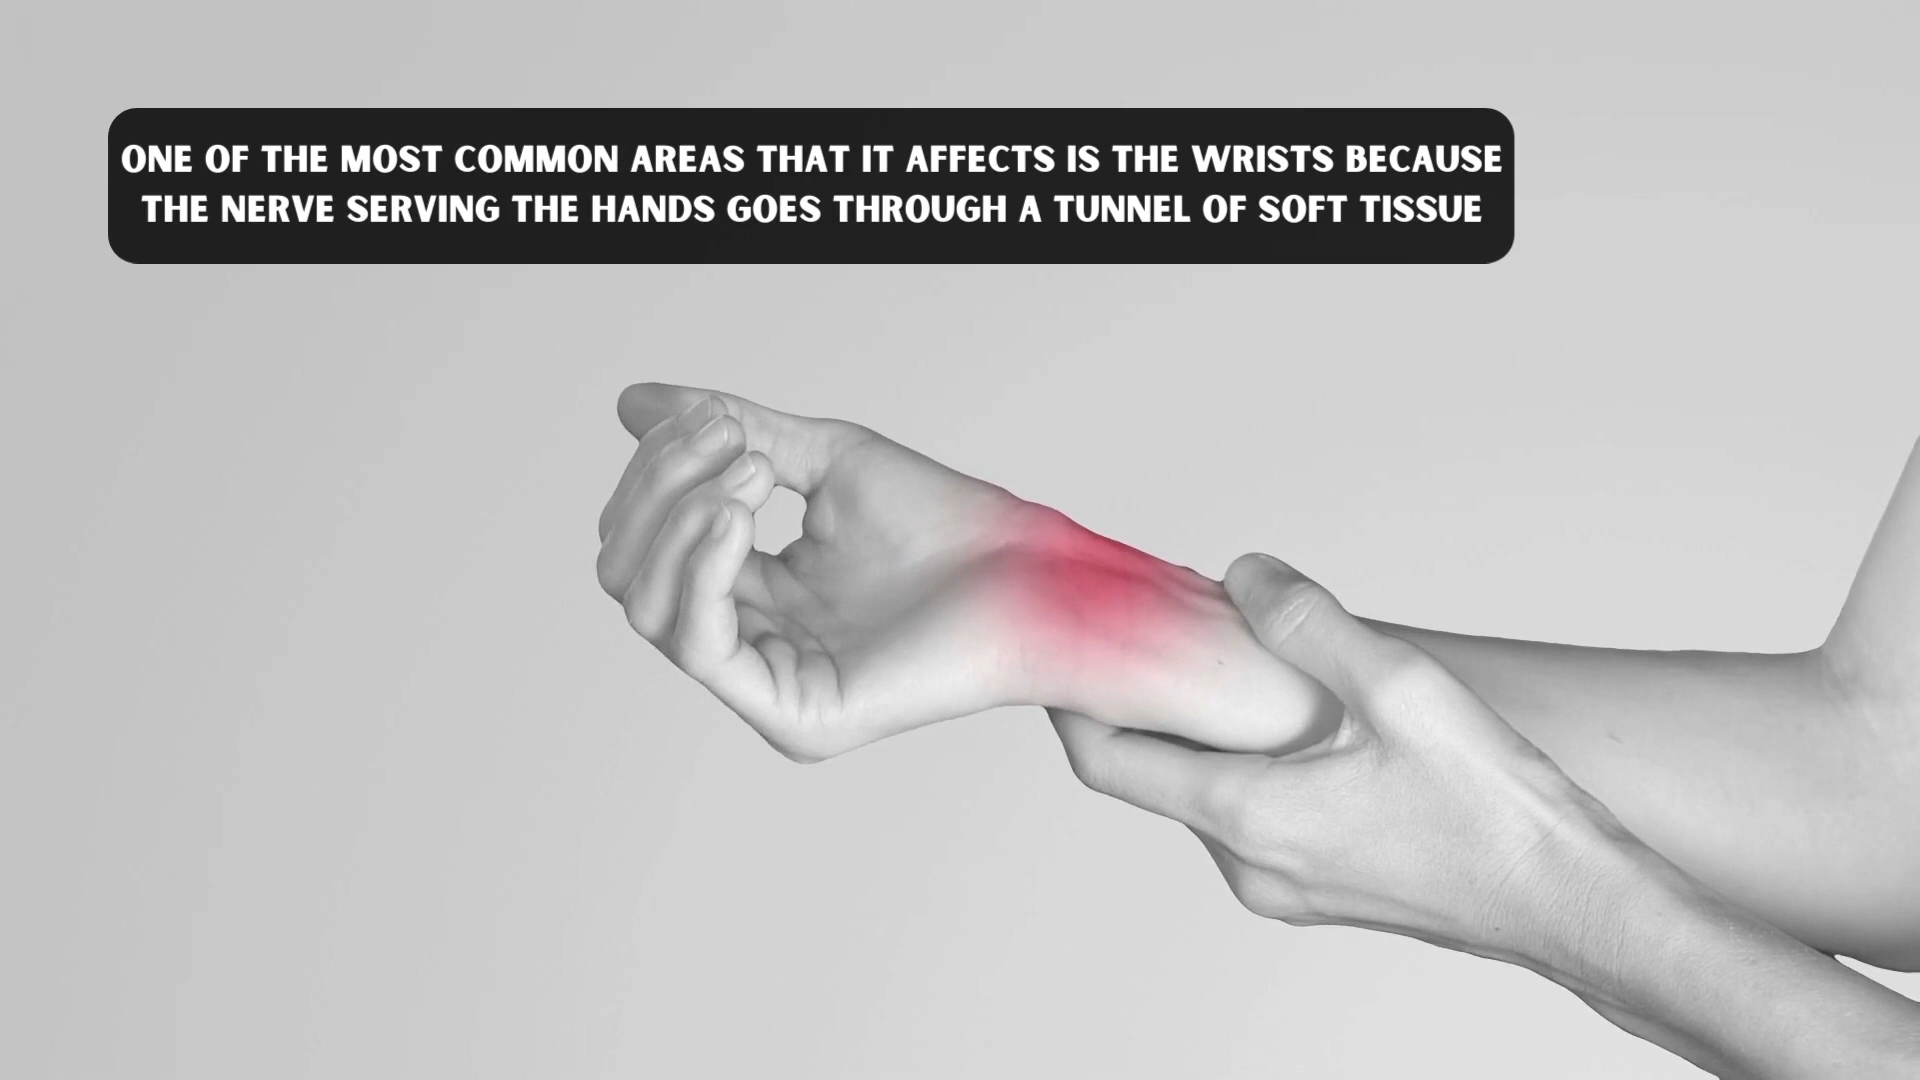 ONE OF THE MOST COMMON AREAS THAT IT AFFECTS IS THE WRISTS BECAUSE
THE NERVE SERVING THE HANDS GOES THROUGH A TUNNEL OF SOFT TISSUE